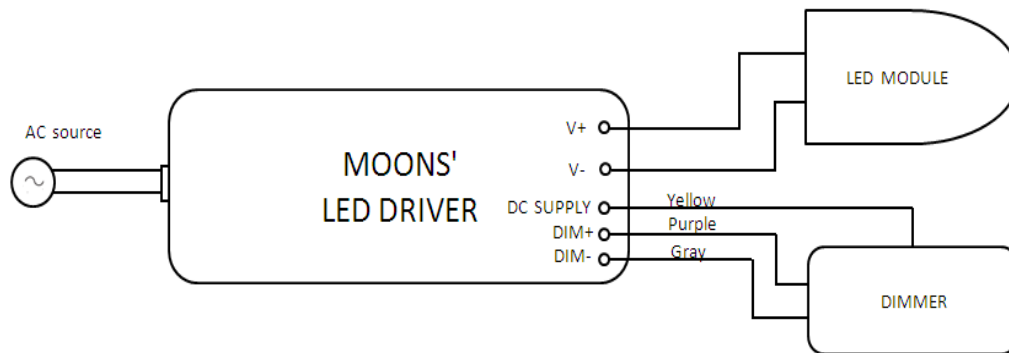 AC source
MOONS'
LED DRIVER
V+
V-
DC SUPPLY
DIM+
DIM-
Yellow
Purple
Gray
LED MODULE
DIMMER